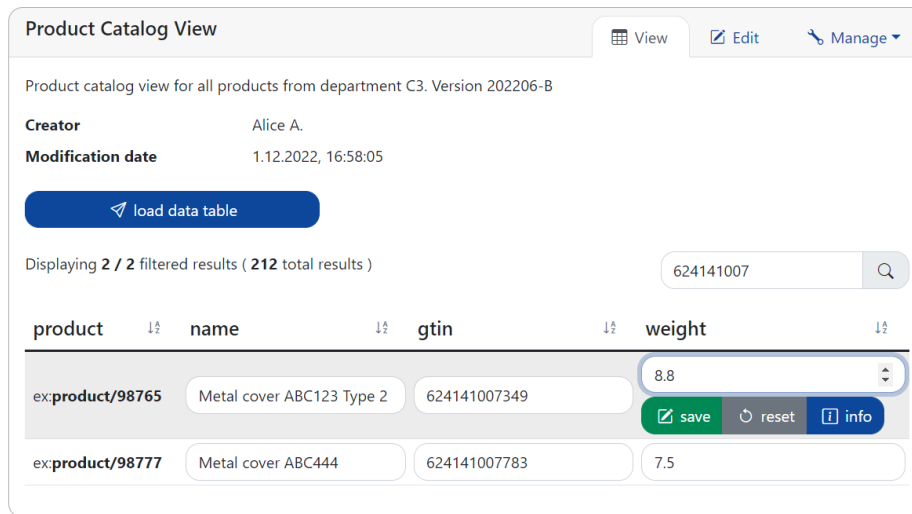 Product Catalog View
View Edit Manage
Product catalog view for all products from department C3. Version 202206-B
Creator Alice A.
Modification date 1.12.2022, 16:58:05
load data table
Displaying 2 / 2 filtered results ( 212 total results )
624141007
product name gtin weight
ex:product/98765 Metal cover ABC123 Type 2 624141007349 8.8
save reset info
ex:product/98777 Metal cover ABC444 624141007783 7.5